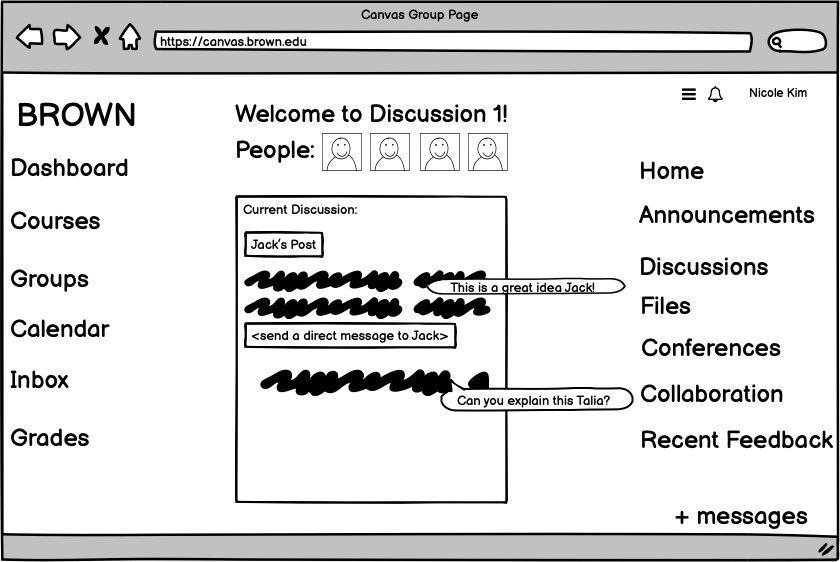 Canvas Group Page
https://canvas.brown.edu
Nicole Kim
BROWN
Dashboard
Courses
Groups
Calendar
Inbox
Grades
Welcome to Discussion 1!
People:
Current Discussion:
Jack's Post
This is a great idea Jack!
<send a direct message to Jack>
Can you explain this Talia?
Home
Announcements
Discussions
Files
Conferences
Collaboration
Recent Feedback
+ messages